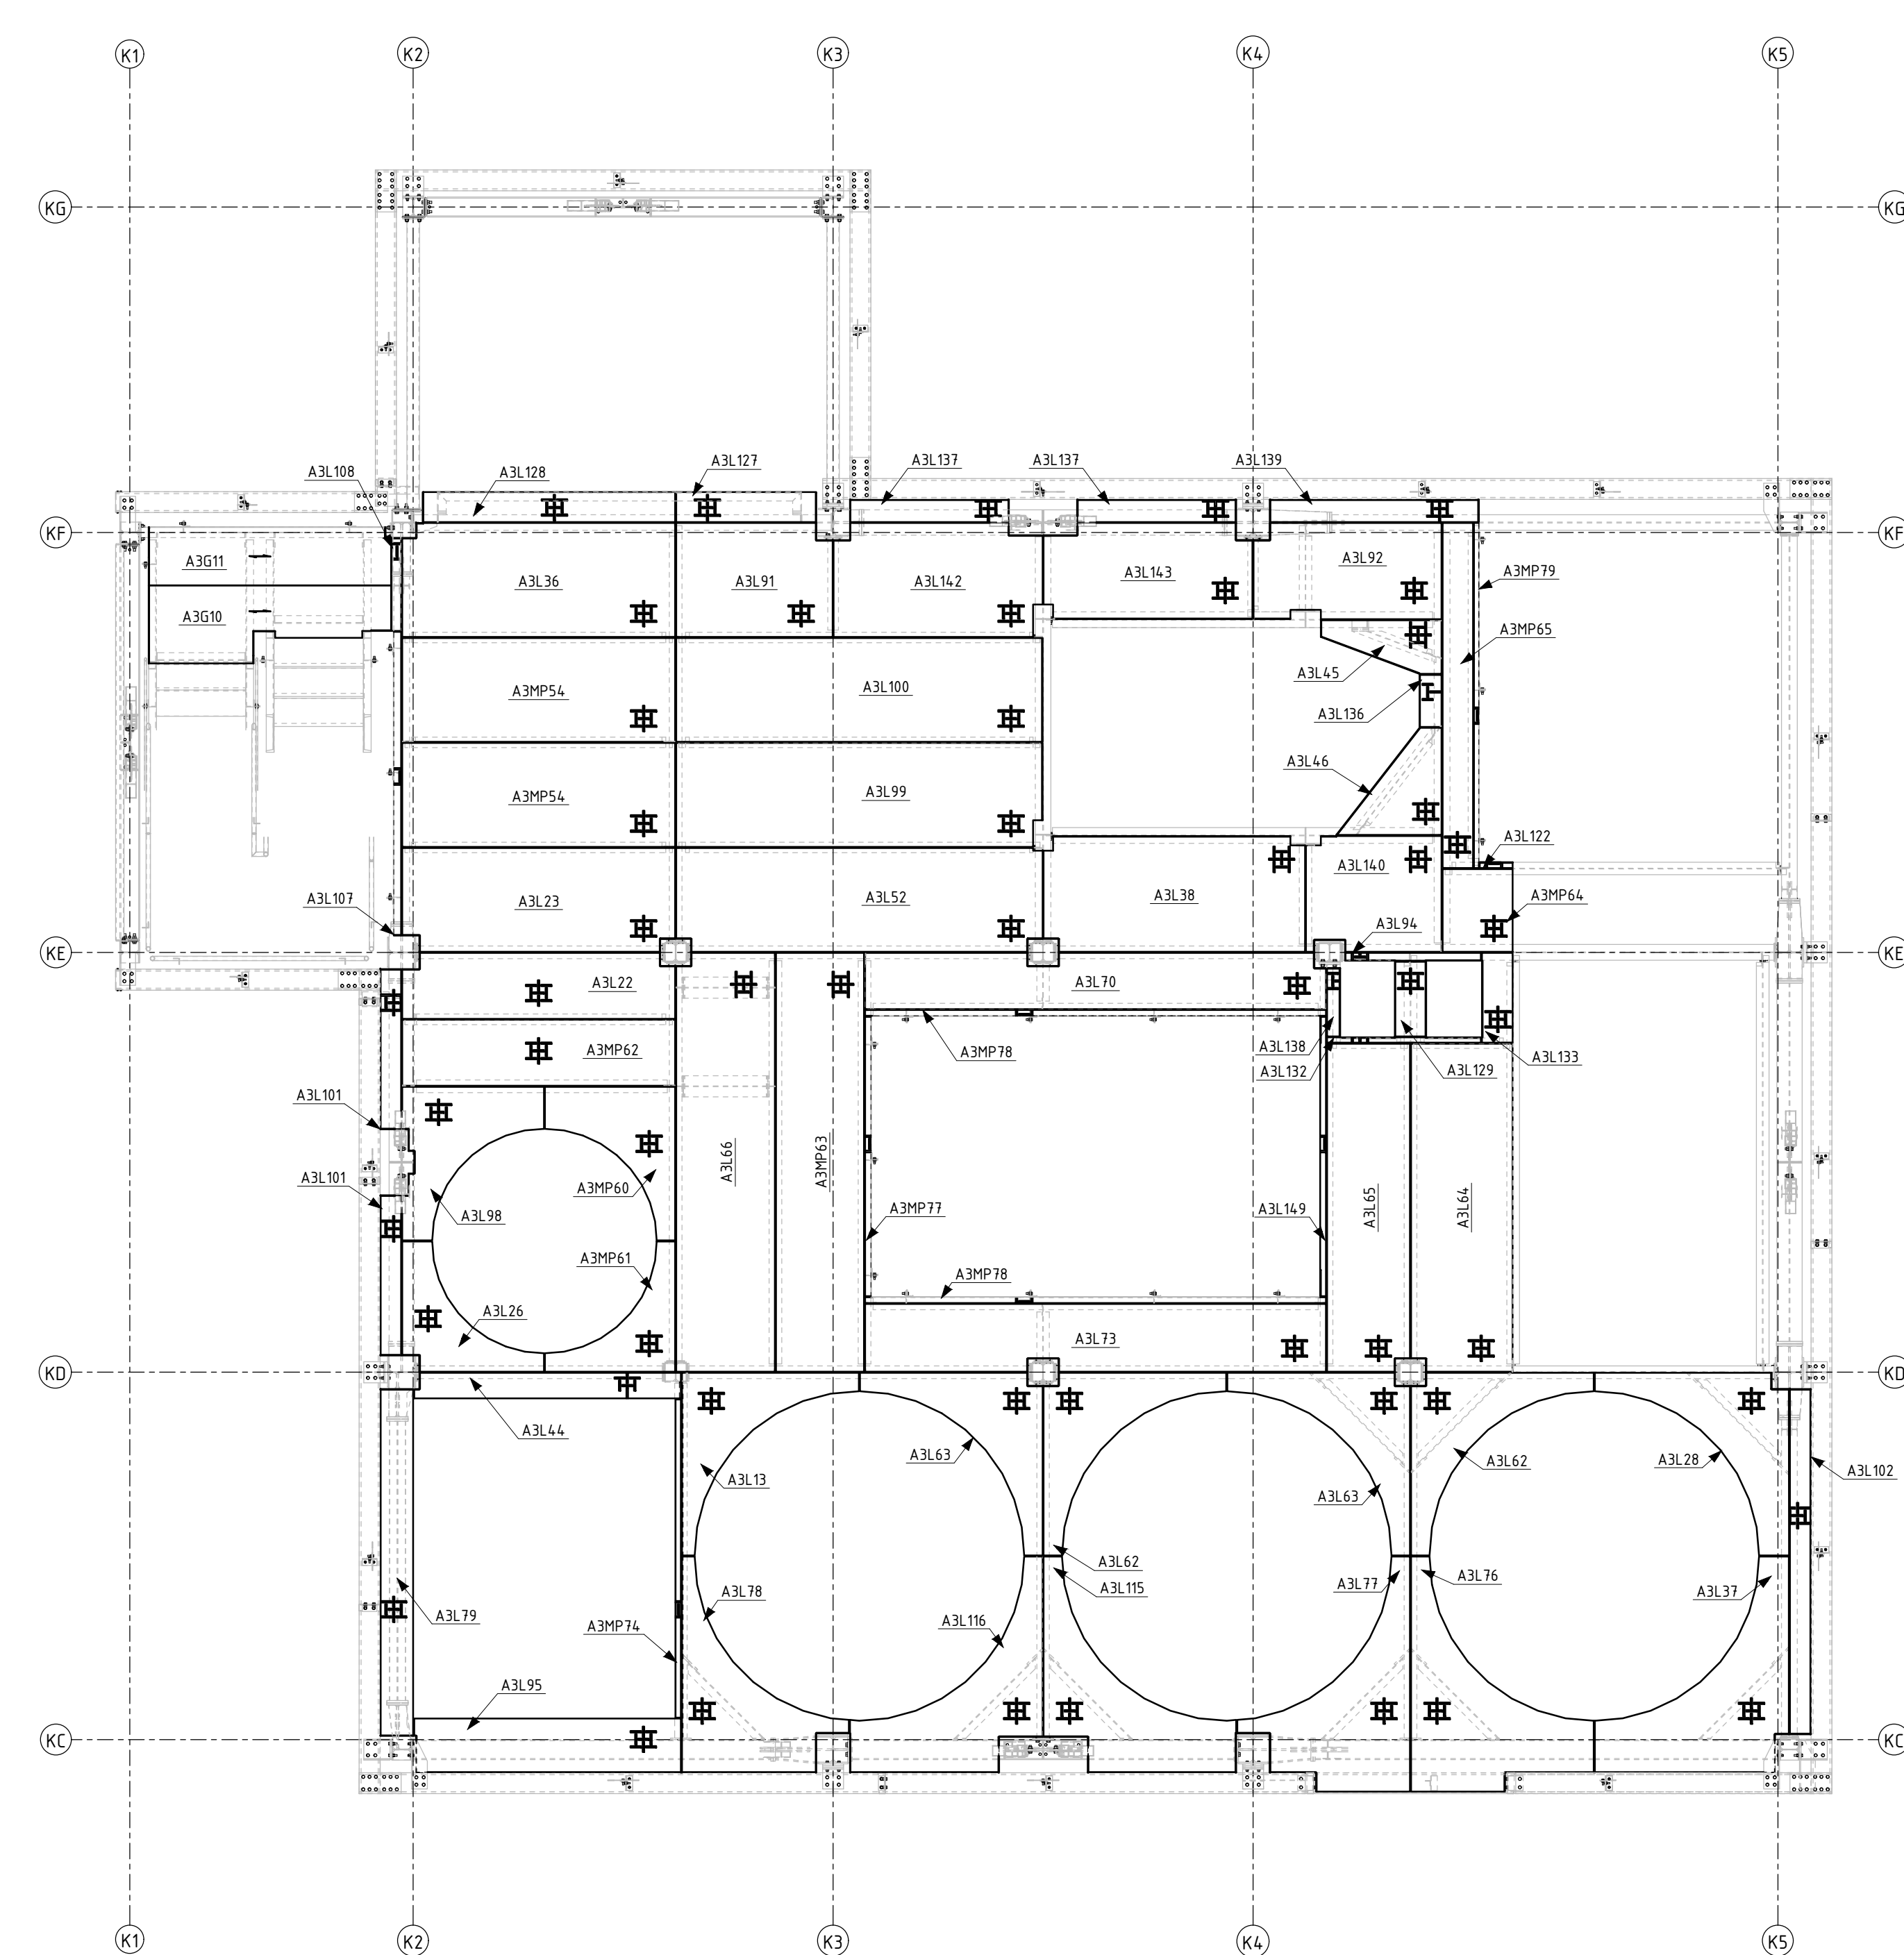 K1 K2 K3 K4 K5
KG KG
A3L108 A3L128 A3L127 A3L137 A3L137 A3L139
KF KF
A3G11 A3L36 A3L91 A3L142 A3L143 A3L92 A3MP79
A3G10
A3MP65
A3L45
A3MP54 A3L100
A3L136
A3L46
A3MP54 A3L99
A3L122
A3L140
A3L107 A3L23 A3L52 A3L38 A3MP64
A3L94
KE KE
A3L22 A3L70
A3MP62 A3MP78 A3L138 A3L133
A3L132 A3L129
A3L101
A3L66 A3MP63
A3L101 A3MP60
A3L98 A3MP77 A3L149 A3L65 A3L64
A3MP61
A3MP78
A3L26
A3L73
KD KD
A3L44 A3L63 A3L62 A3L28
A3L13 A3L102
A3L63
A3L62
A3L78 A3L115 A3L77 A3L76 A3L37
A3L79 A3MP74 A3L116
A3L95
KC KC
K1 K2 K3 K4 K5